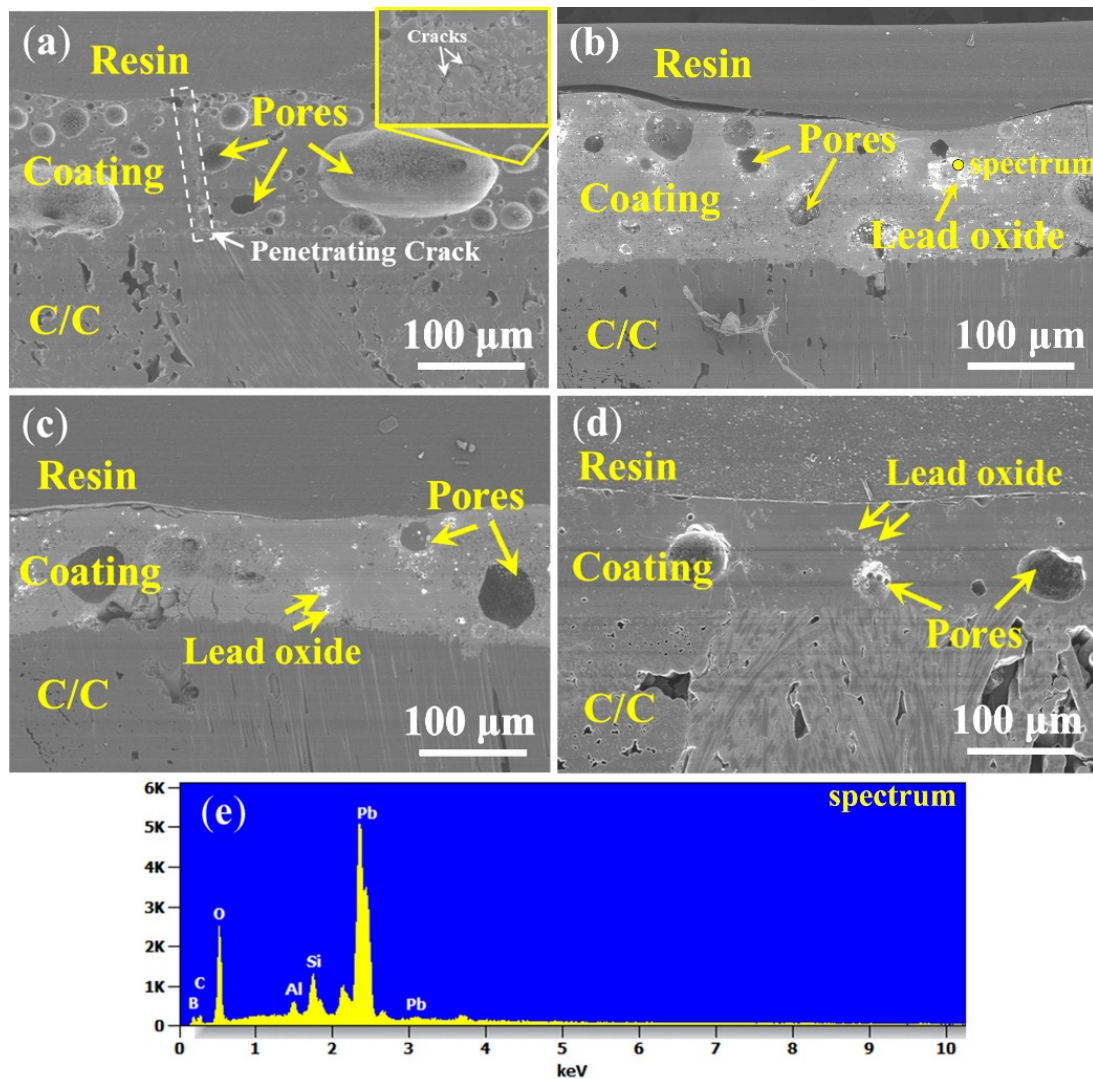 (a)
Cracks
Resin
Pores
Coating
Penetrating Crack
C/C
100 μm
(b)
Resin
Pores
spectrum
Coating
Lead oxide
C/C
100 μm
(c)
Resin
Pores
Coating
Lead oxide
C/C
100 μm
(d)
Resin
Lead oxide
Coating
Pores
C/C
100 μm
(e)
spectrum
6K
5K
4K
3K
2K
1K
0
B
C
O
Al
Si
Pb
Pb
0 1 2 3 4 5 6 7 8 9 10
keV